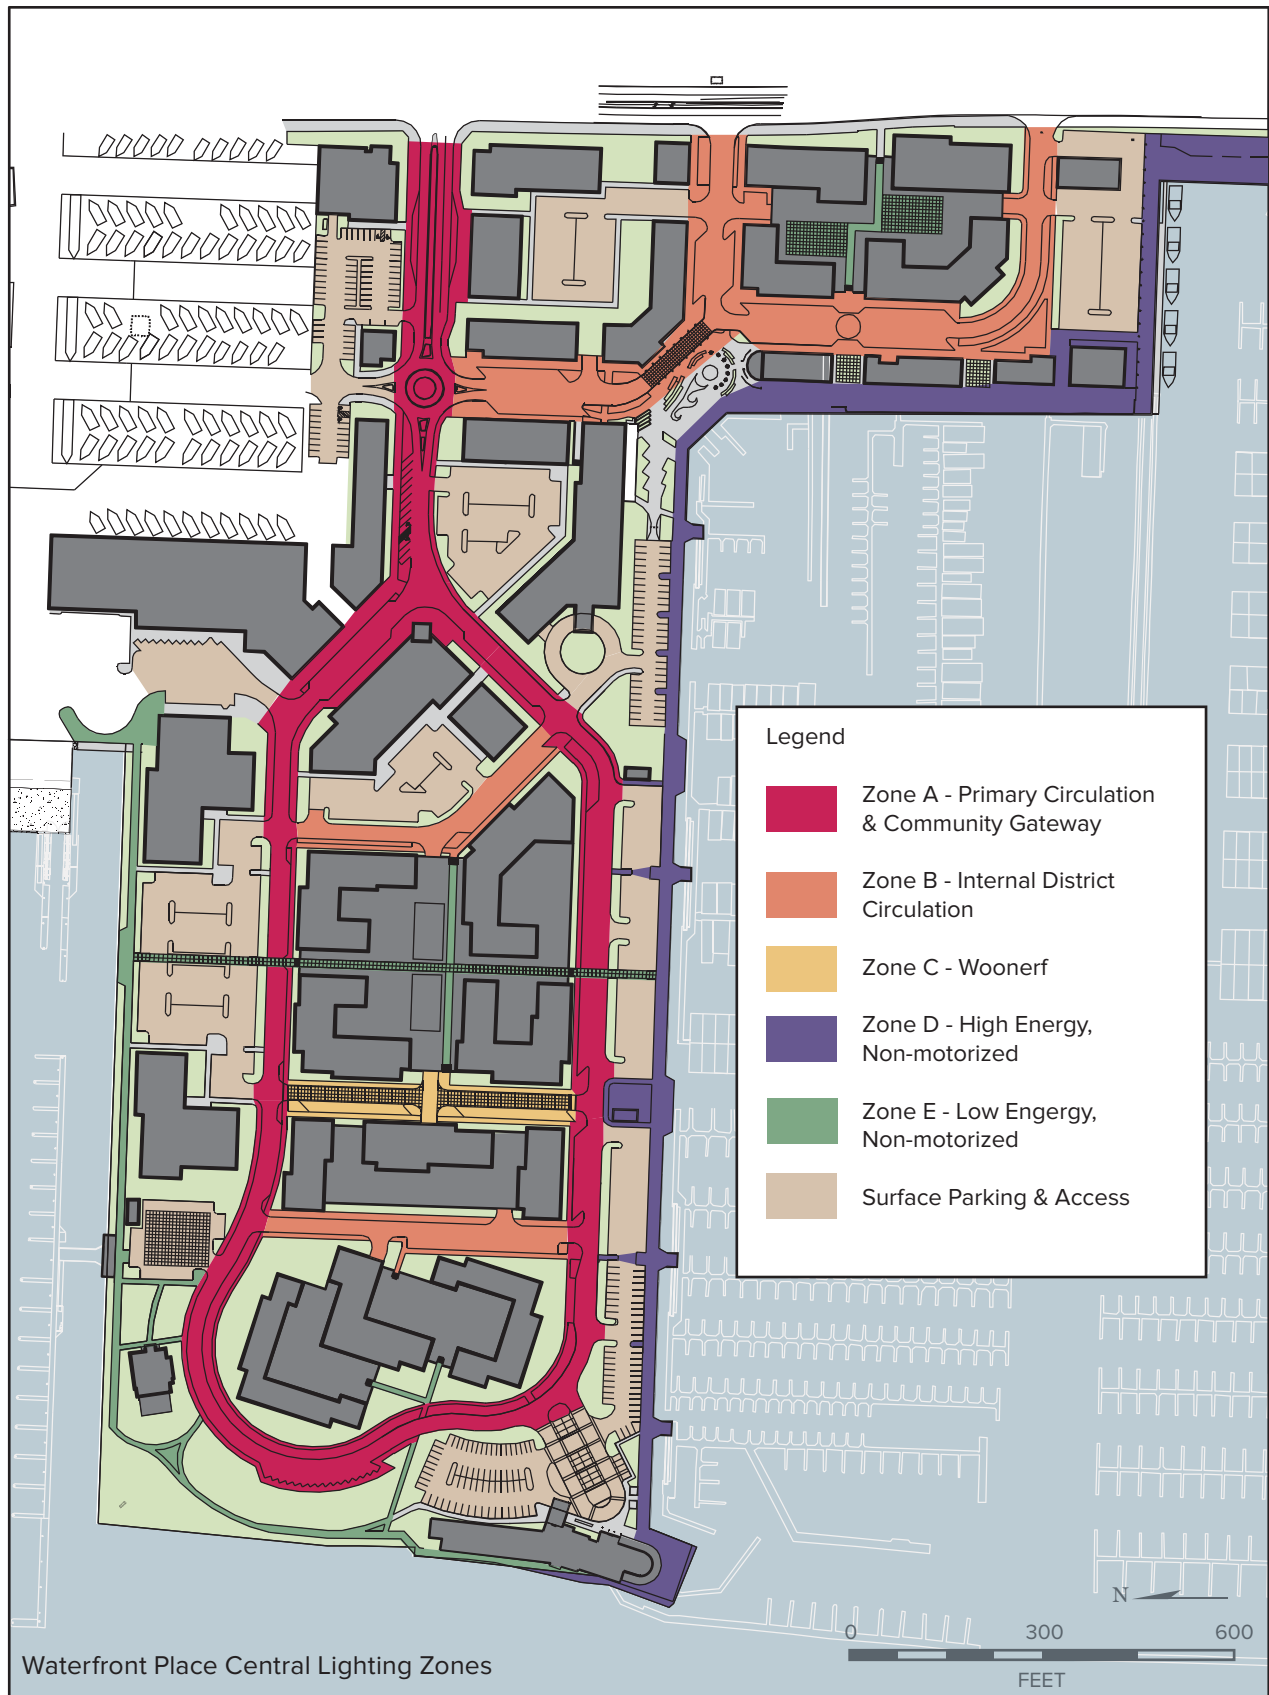 Legend
Zone A - Primary Circulation
& Community Gateway
Zone B - Internal District
Circulation
Zone C - Woonerf
Zone D - High Energy,
Non-motorized
Zone E - Low Engergy,
Non-motorized
Surface Parking & Access
N
0 300 600
FEET
Waterfront Place Central Lighting Zones